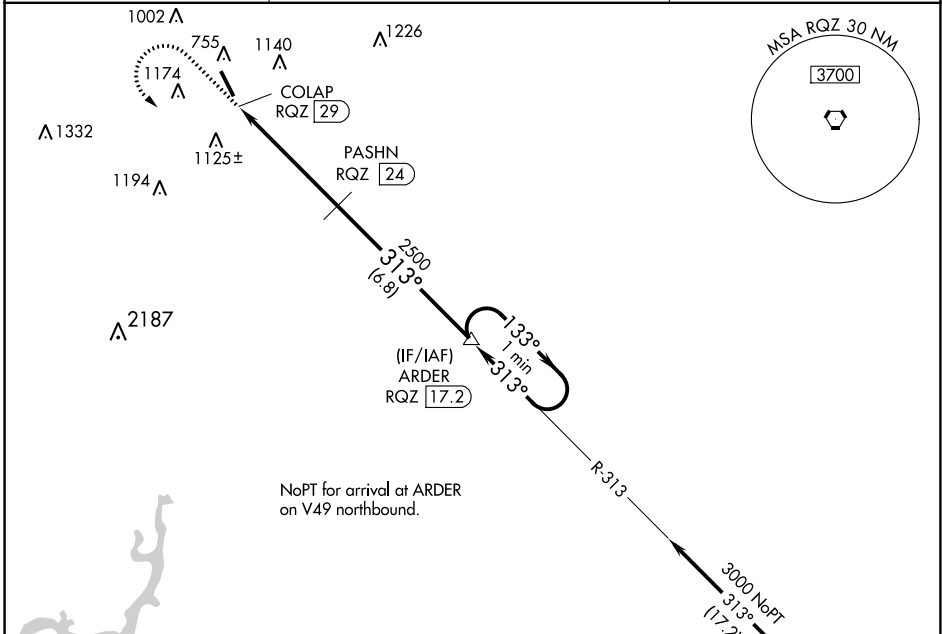 1002
755
1140
1226
MSA RQZ 30 NM
3700
1174
COLAP
RQZ 29
1332
1125±
PASHN
RQZ 24
1194
2500
313°
(6.8)
2187
133°
1 min
313°
(IF/IAF)
ARDER
RQZ 17.2
R-313
NoPT for arrival at ARDER
on V49 northbound.
3000 NoPT
313°
(17.2)